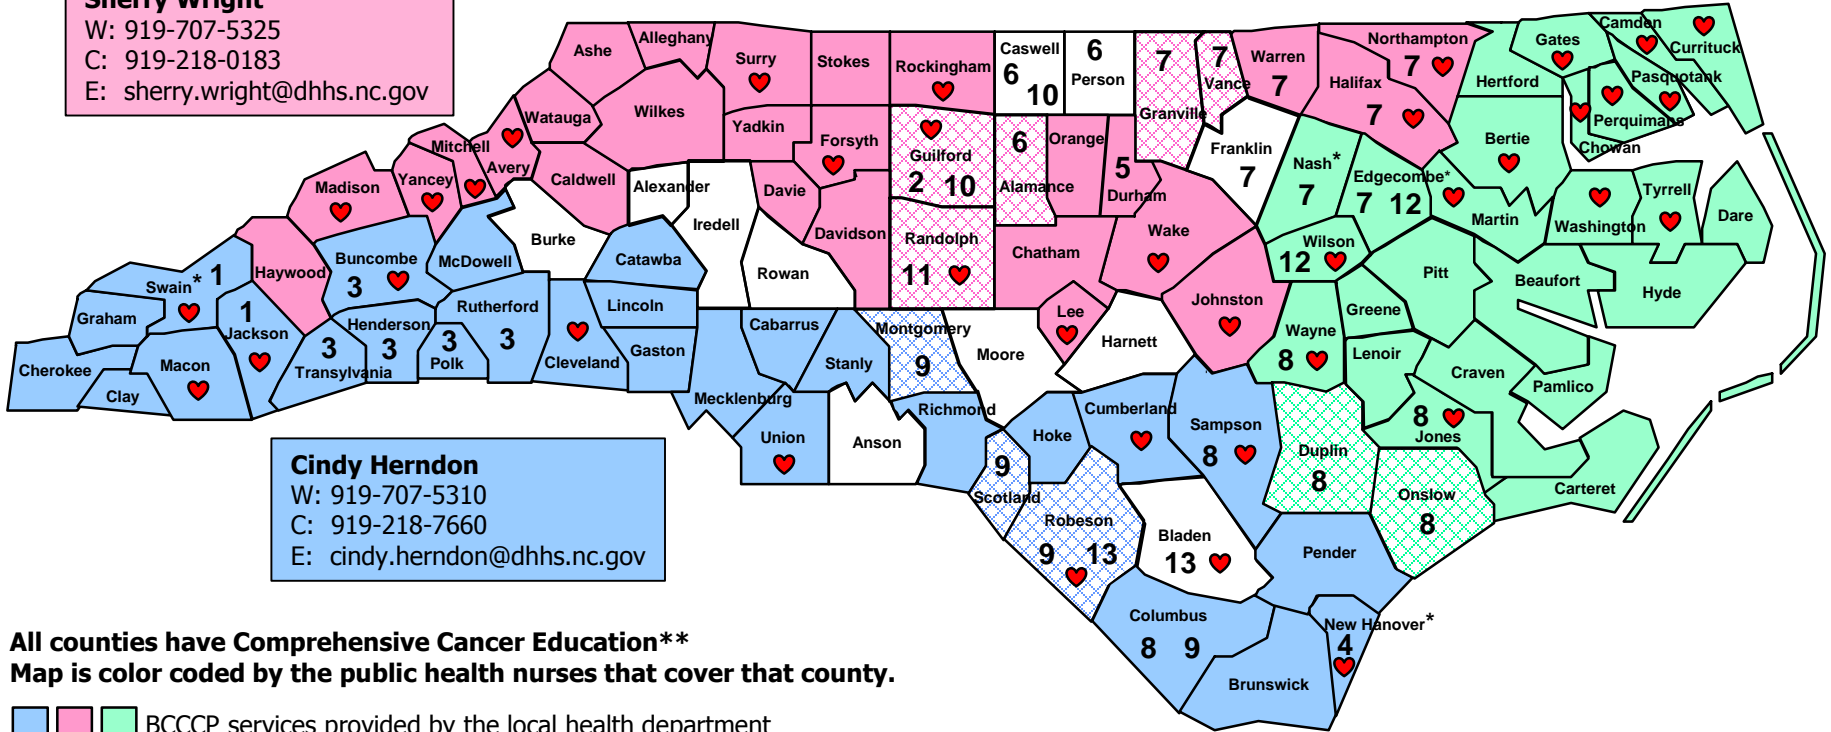 Sherry Wright
W: 919-707-5325
C: 919-218-0183
E: sherry.wright@dhhs.nc.gov
Ashe
Alleghany
Surry
Stokes
Rockingham
Caswell
6
10
6
Person
7
Granville
7
Vance
Warren
7
Northampton
7
Halifax
7
Hertford
Gates
Camden
Currituck
Pasquotank
Perquimans
Chowan
Bertie
Watauga
Wilkes
Yadkin
Forsyth
Guilford
2 10
6
Alamance
Orange
5
Durham
Franklin
7
Nash*
7
Edgecombe*
7 12
Martin
Washington
Tyrrell
Dare
Mitchell
Avery
Yancey
Madison
Caldwell
Alexander
Iredell
Davie
Davidson
Randolph
11
Chatham
Wake
Wilson
12
Pitt
Beaufort
Hyde
Haywood
Buncombe
3
McDowell
Burke
Catawba
Rowan
Swain* 1
Graham
1
Jackson
Henderson
3
Rutherford
3
Lincoln
Cabarrus
Montgomery
9
Moore
Lee
Harnett
Johnston
Wayne
8
Greene
Lenoir
Craven
Pamlico
Cherokee
Clay
Macon
3
Transylvania
3
Polk
Cleveland
Gaston
Stanly
Mecklenburg
Union
Anson
Richmond
Hoke
Cumberland
Sampson
8
Duplin
8
8
Jones
Onslow
8
Carteret
9
Scotland
Robeson
9 13
Bladen
13
Pender
Columbus
8 9
New Hanover*
4
Brunswick
Cindy Herndon
W: 919-707-5310
C: 919-218-7660
E: cindy.herndon@dhhs.nc.gov
All counties have Comprehensive Cancer Education**
Map is color coded by the public health nurses that cover that county.
BCCCP services provided by the local health department